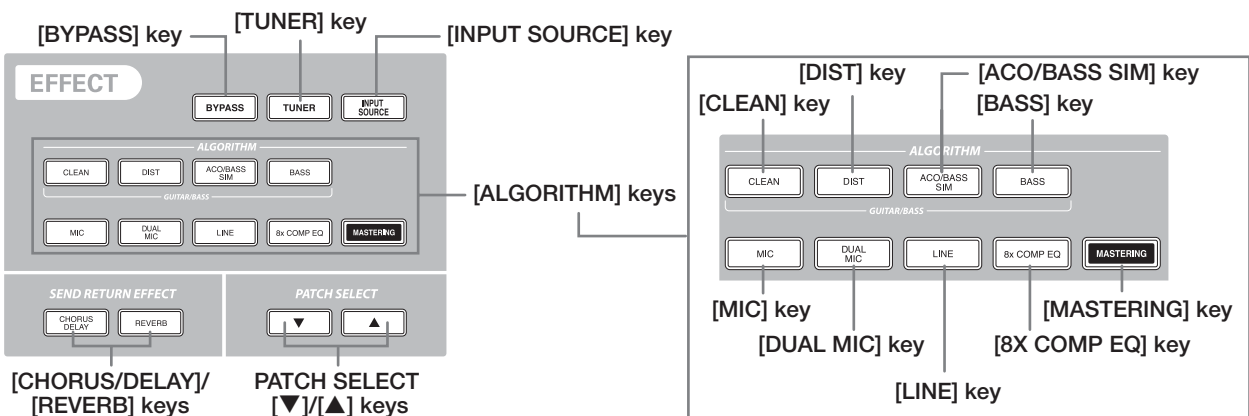 [BYPASS] key
[TUNER] key
[INPUT SOURCE] key
EFFECT
BYPASS
TUNER
INPUT
SOURCE
ALGORITHM
CLEAN
DIST
ACO/BASS
SIM
BASS
GUITAR/BASS
MIC
DUAL
MIC
LINE
8x COMP EQ
MASTERING
[ALGORITHM] keys
SEND RETURN EFFECT
CHORUS
DELAY
REVERB
PATCH SELECT
▼
▲
[CHORUS/DELAY]/
[REVERB] keys
PATCH SELECT
[▼]/[▲] keys
[DIST] key
[ACO/BASS SIM] key
[CLEAN] key
[BASS] key
ALGORITHM
CLEAN
DIST
ACO/BASS
SIM
BASS
GUITAR/BASS
MIC
DUAL
MIC
LINE
8x COMP EQ
MASTERING
[MIC] key
[MASTERING] key
[DUAL MIC] key
[8X COMP EQ] key
[LINE] key